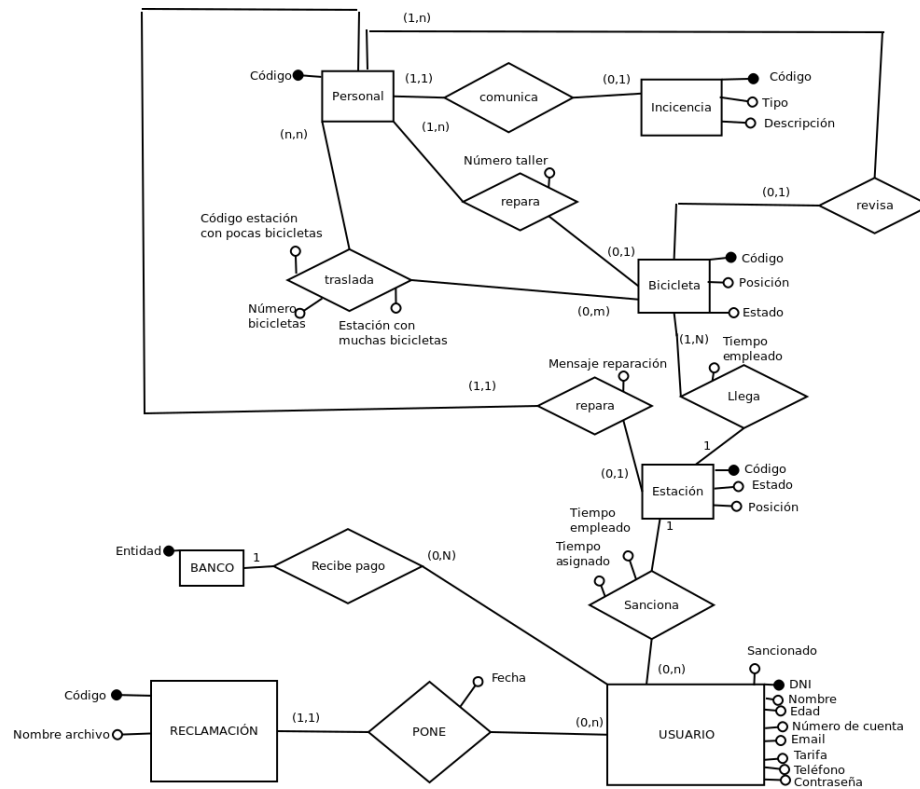 (1,n)
Código
Personal
(1,1)
comunica
(0,1)
Incicencia
Código
Tipo
Descripción
(n,n)
(1,n)
Número taller
repara
(0,1)
revisa
(0,1)
Código estación
con pocas bicicletas
traslada
Número
bicicletas
Estación con
muchas bicicletas
(0,m)
Bicicleta
Código
Posición
Estado
(1,N)
Tiempo
empleado
Llega
1
Mensaje reparación
(1,1)
repara
(0,1)
Estación
Código
Estado
Posición
1
Tiempo
empleado
Tiempo
asignado
Sanciona
(0,n)
Entidad
BANCO
1
Recibe pago
(0,N)
Sancionado
DNI
Nombre
Edad
Número de cuenta
Email
Tarifa
Teléfono
Contraseña
USUARIO
(0,n)
Fecha
PONE
(1,1)
RECLAMACIÓN
Código
Nombre archivo